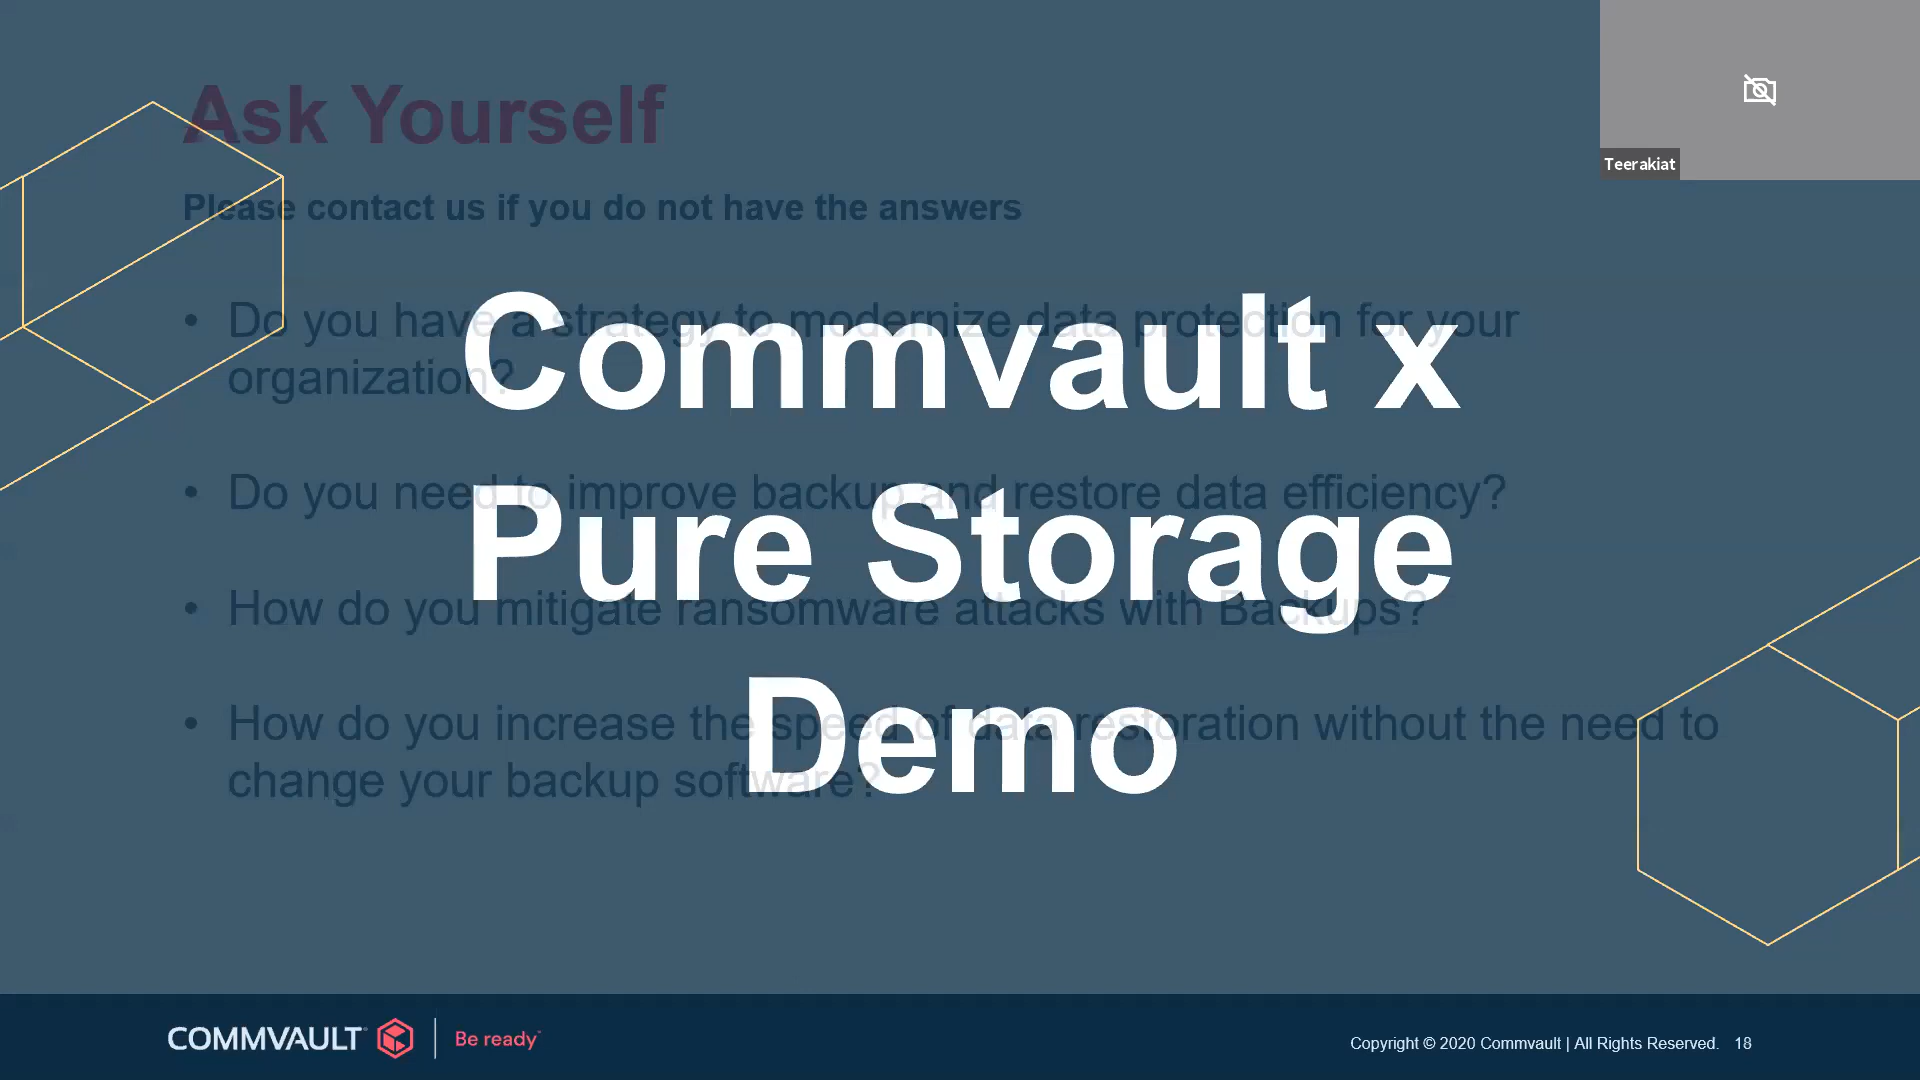 Ask Yourself
Please contact us if you do not have the answers
• Do you have a strategy to modernize data protection for your
organization?
• Do you need to improve backup and restore data efficiency?
• How do you mitigate ransomware attacks with Backups?
• How do you increase the speed of data restoration without the need to
change your backup software?
Commvault x
Pure Storage
Demo
Teerakiat
COMMVAULT
Be ready
Copyright © 2020 Commvault | All Rights Reserved. 18